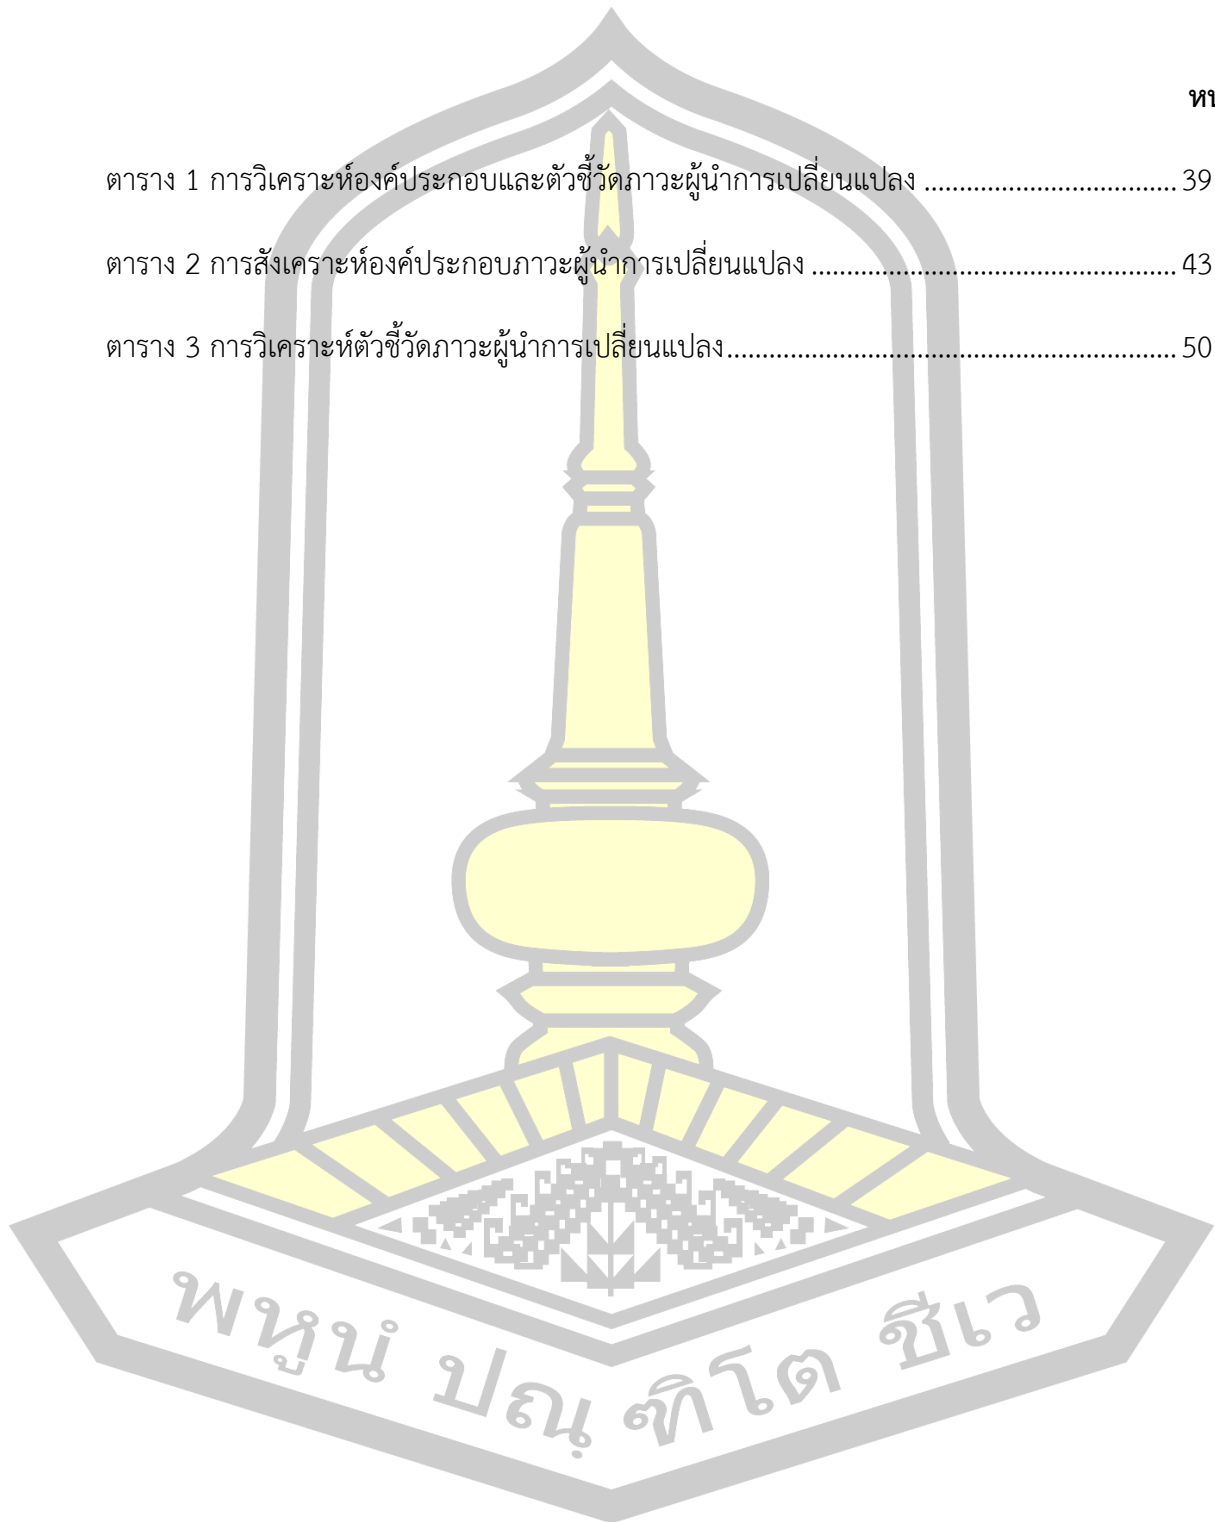 ตาราง 1 การวิเคราะห์องค์ประกอบและตัวชี้วัดภาวะผู้นำการเปลี่ยนแปลง .................................. 39
ตาราง 2 การสังเคราะห์องค์ประกอบภาวะผู้นำการเปลี่ยนแปลง ................................................. 43
ตาราง 3 การวิเคราะห์ตัวชี้วัดภาวะผู้นำการเปลี่ยนแปลง............................................................. 50
พหูนํ ปณฺ ฑิโต ชีเว